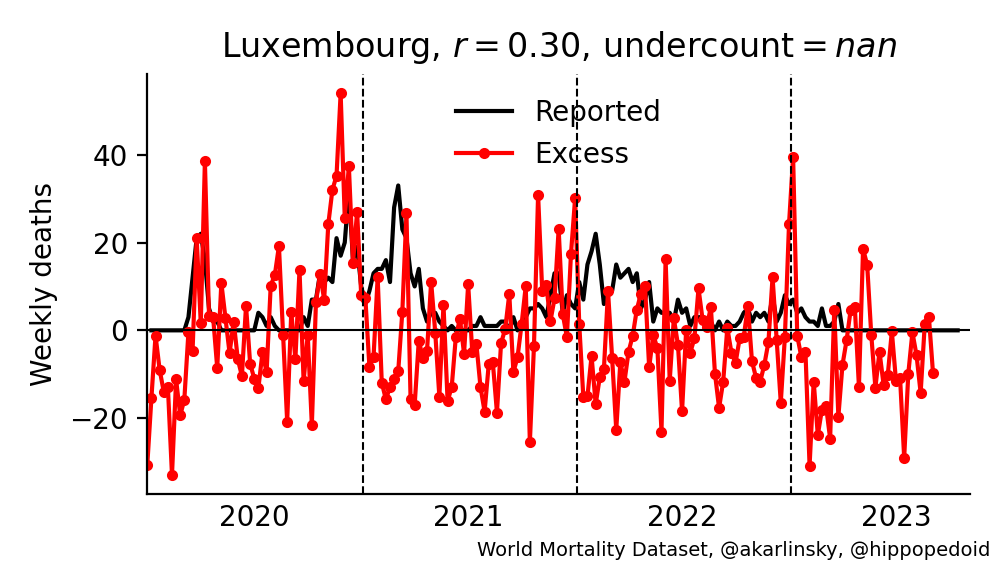 Luxembourg, r = 0.30, undercount = nan
Reported
Excess
Weekly deaths
40
20
0
−20
2020 2021 2022 2023
World Mortality Dataset, @akarlinsky, @hippopedoid